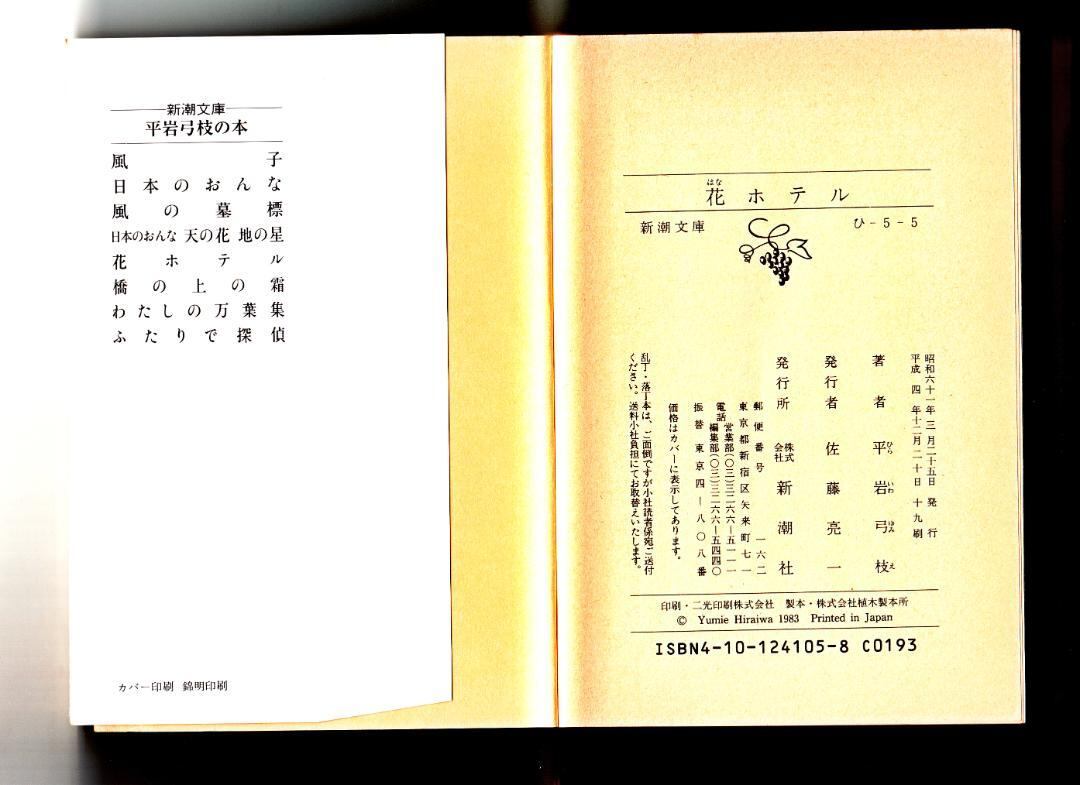 新潮文庫
平岩弓枝の本
風子
日本のおんな
風の墓標
日本のおんな 天の花 地の星
花ホテル
橋の上の霜
わたしの万葉集
ふたりで探偵
カバー印刷 錦明印刷
はな
花ホテル
新潮文庫 ひ-5-5
昭和六十一年三月二十五日 発行
平成四年十二月二十日 十九刷
著者 平岩弓枝
ひら いわ ゆみ え
発行者 佐藤亮一
発行所 株式会社 新潮社
郵便番号 一六二
東京都新宿区矢来町七一
電話 営業部(〇三)三二六六―五一一一
編集部(〇三)三二六六―五四四〇
振替 東京四―八〇八番
価格はカバーに表示してあります。
乱丁・落丁本は、ご面倒ですが小社読者係宛ご送付
ください。送料小社負担にてお取替えいたします。
印刷・二光印刷株式会社 製本・株式会社植木製本所
© Yumie Hiraiwa 1983 Printed in Japan
ISBN4-10-124105-8 C0193